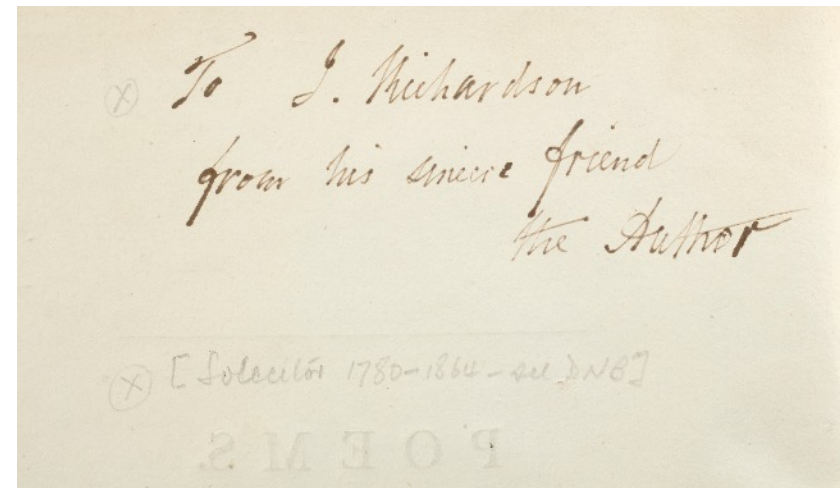 To J. Richardson
from his sincere friend
the Author
[Solicitor 1780-1864 - see DNB]
POEMS.